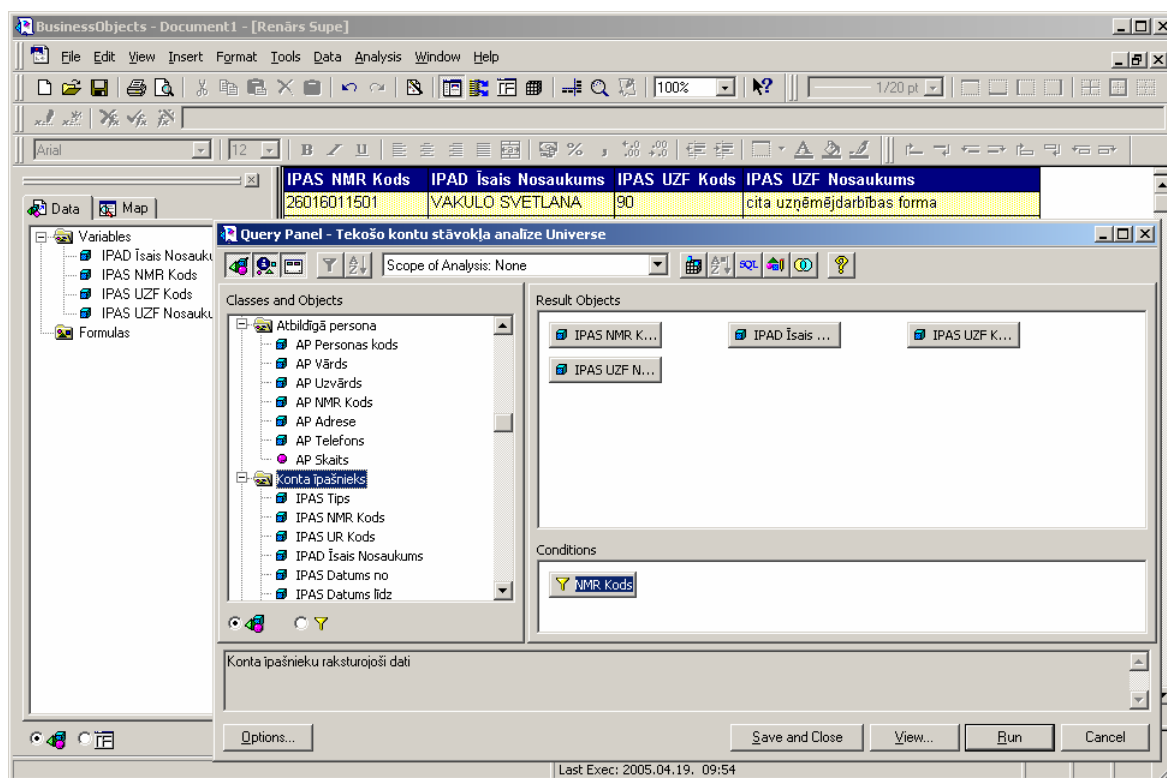 BusinessObjects - Document1 - [Renārs Supe]
File Edit View Insert Format Tools Data Analysis Window Help
100% 1/20 pt
Arial 12 B I U
IPAS NMR Kods IPAD Īsais Nosaukums IPAS UZF Kods IPAS UZF Nosaukums
26016011501 VAKULO SVETLANA 90 cita uzņēmējdarbības forma
Data Map
Variables
IPAD Īsais Nosauku
IPAS NMR Kods
IPAS UZF Kods
IPAS UZF Nosauku
Formulas
Query Panel - Tekošo kontu stāvokļa analīze Universe
Scope of Analysis: None
SQL
Classes and Objects
Atbildīgā persona
AP Personas kods
AP Vārds
AP Uzvārds
AP NMR Kods
AP Adrese
AP Telefons
AP Skaits
Konta īpašnieks
IPAS Tips
IPAS NMR Kods
IPAS UR Kods
IPAD Īsais Nosaukums
IPAS Datums no
IPAS Datums līdz
Result Objects
IPAS NMR K... IPAD Īsais ... IPAS UZF K...
IPAS UZF N...
Conditions
NMR Kods
Konta īpašnieku raksturojoši dati
Options... Save and Close View... Run Cancel
Last Exec: 2005.04.19. 09:54